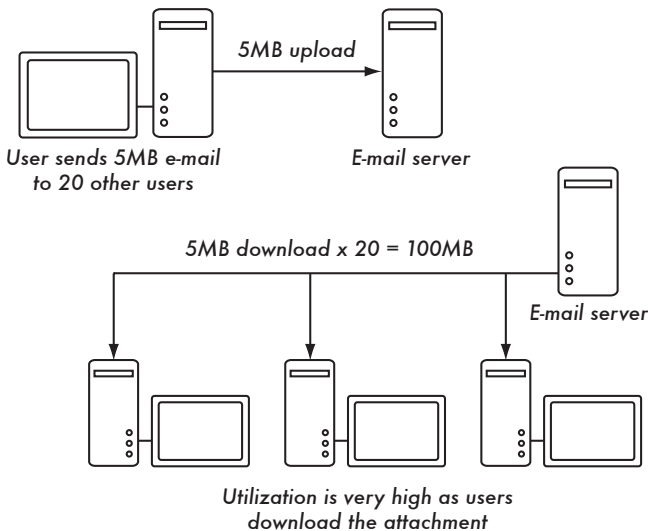 5MB upload
User sends 5MB e-mail
to 20 other users
E-mail server
5MB download x 20 = 100MB
E-mail server
Utilization is very high as users
download the attachment